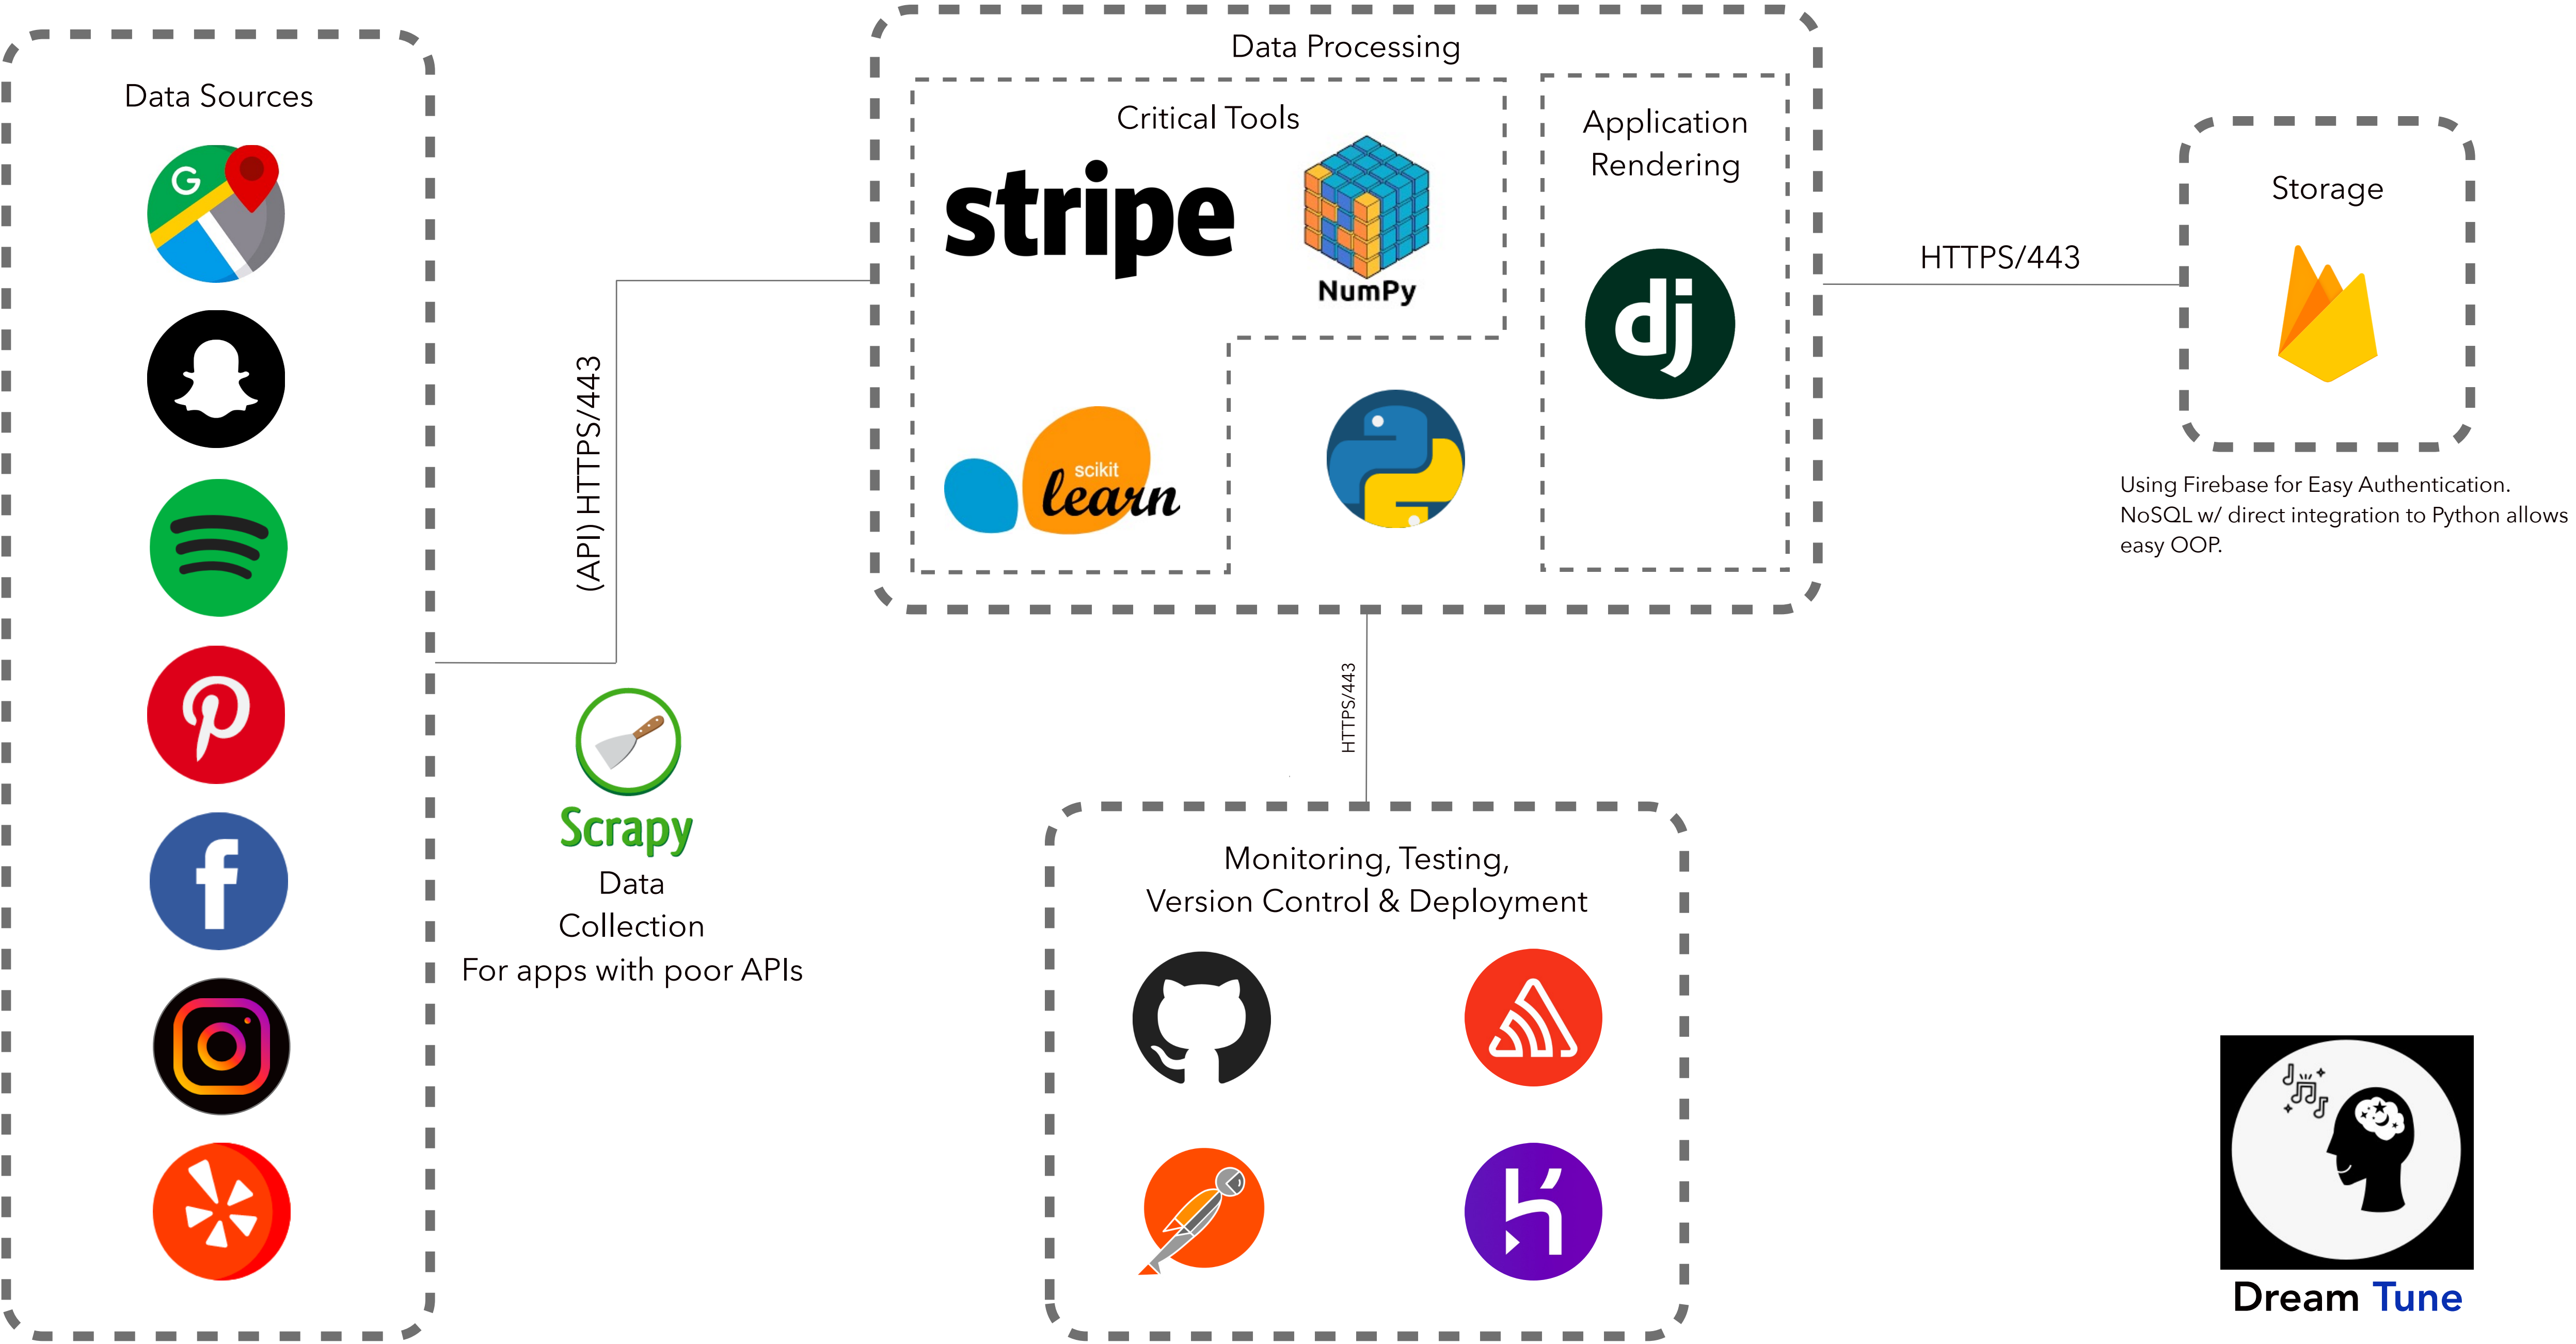 Data Sources
G
(API) HTTPS/443
Scrapy
Data
Collection
For apps with poor APIs
Data Processing
Critical Tools
stripe
NumPy
scikit
learn
Application
Rendering
dj
HTTPS/443
Storage
Using Firebase for Easy Authentication.
NoSQL w/ direct integration to Python allows
easy OOP.
HTTPS/443
Monitoring, Testing,
Version Control & Deployment
Dream Tune